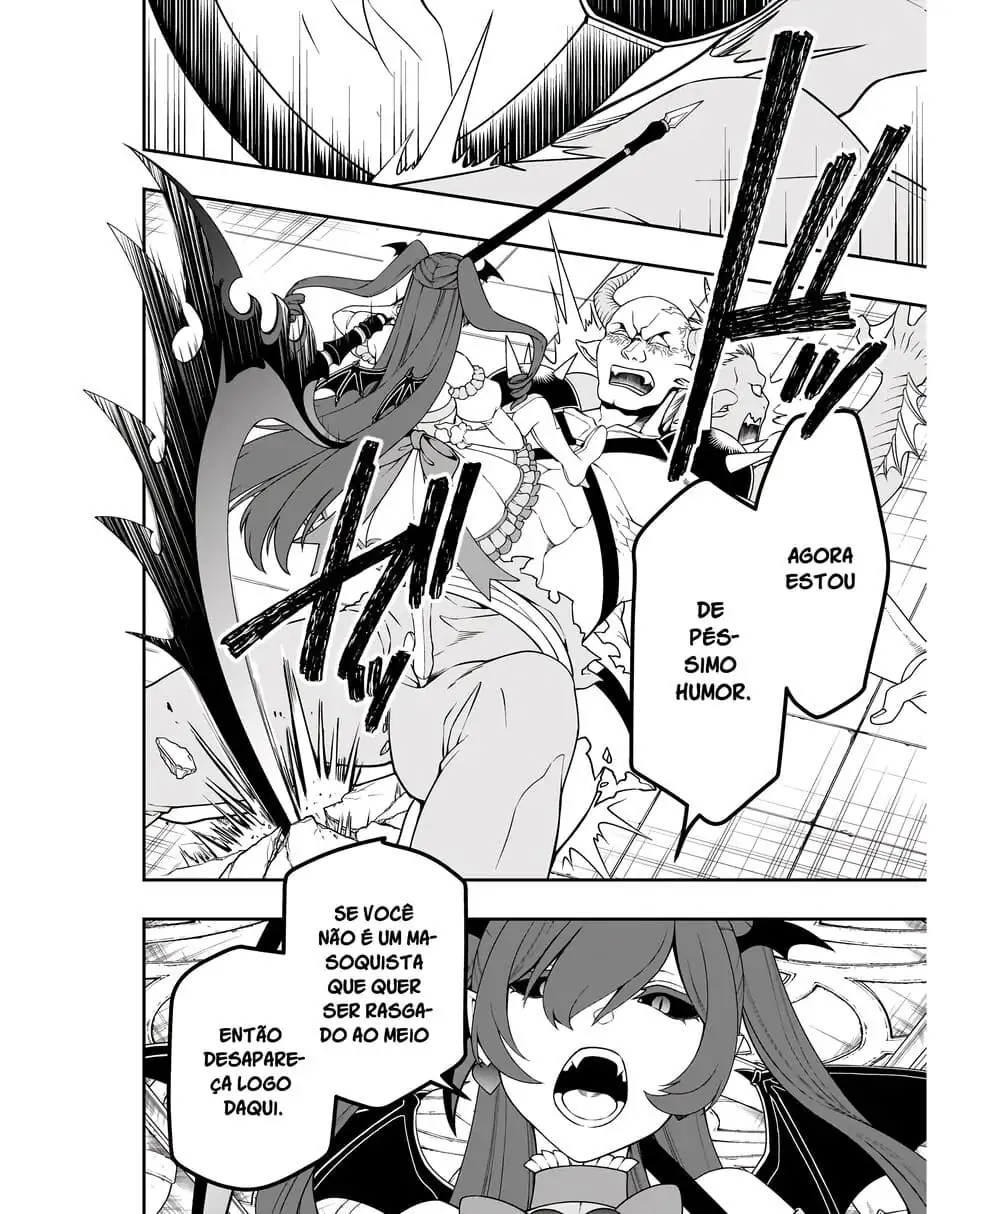 AGORA
ESTOU
DE
PÉS-
SIMO
HUMOR.
SE VOCÊ
NÃO É UM MA-
SOQUISTA
QUE QUER
SER RASGA-
DO AO MEIO
ENTÃO
DESAPARE-
ÇA LOGO
DAQUI.